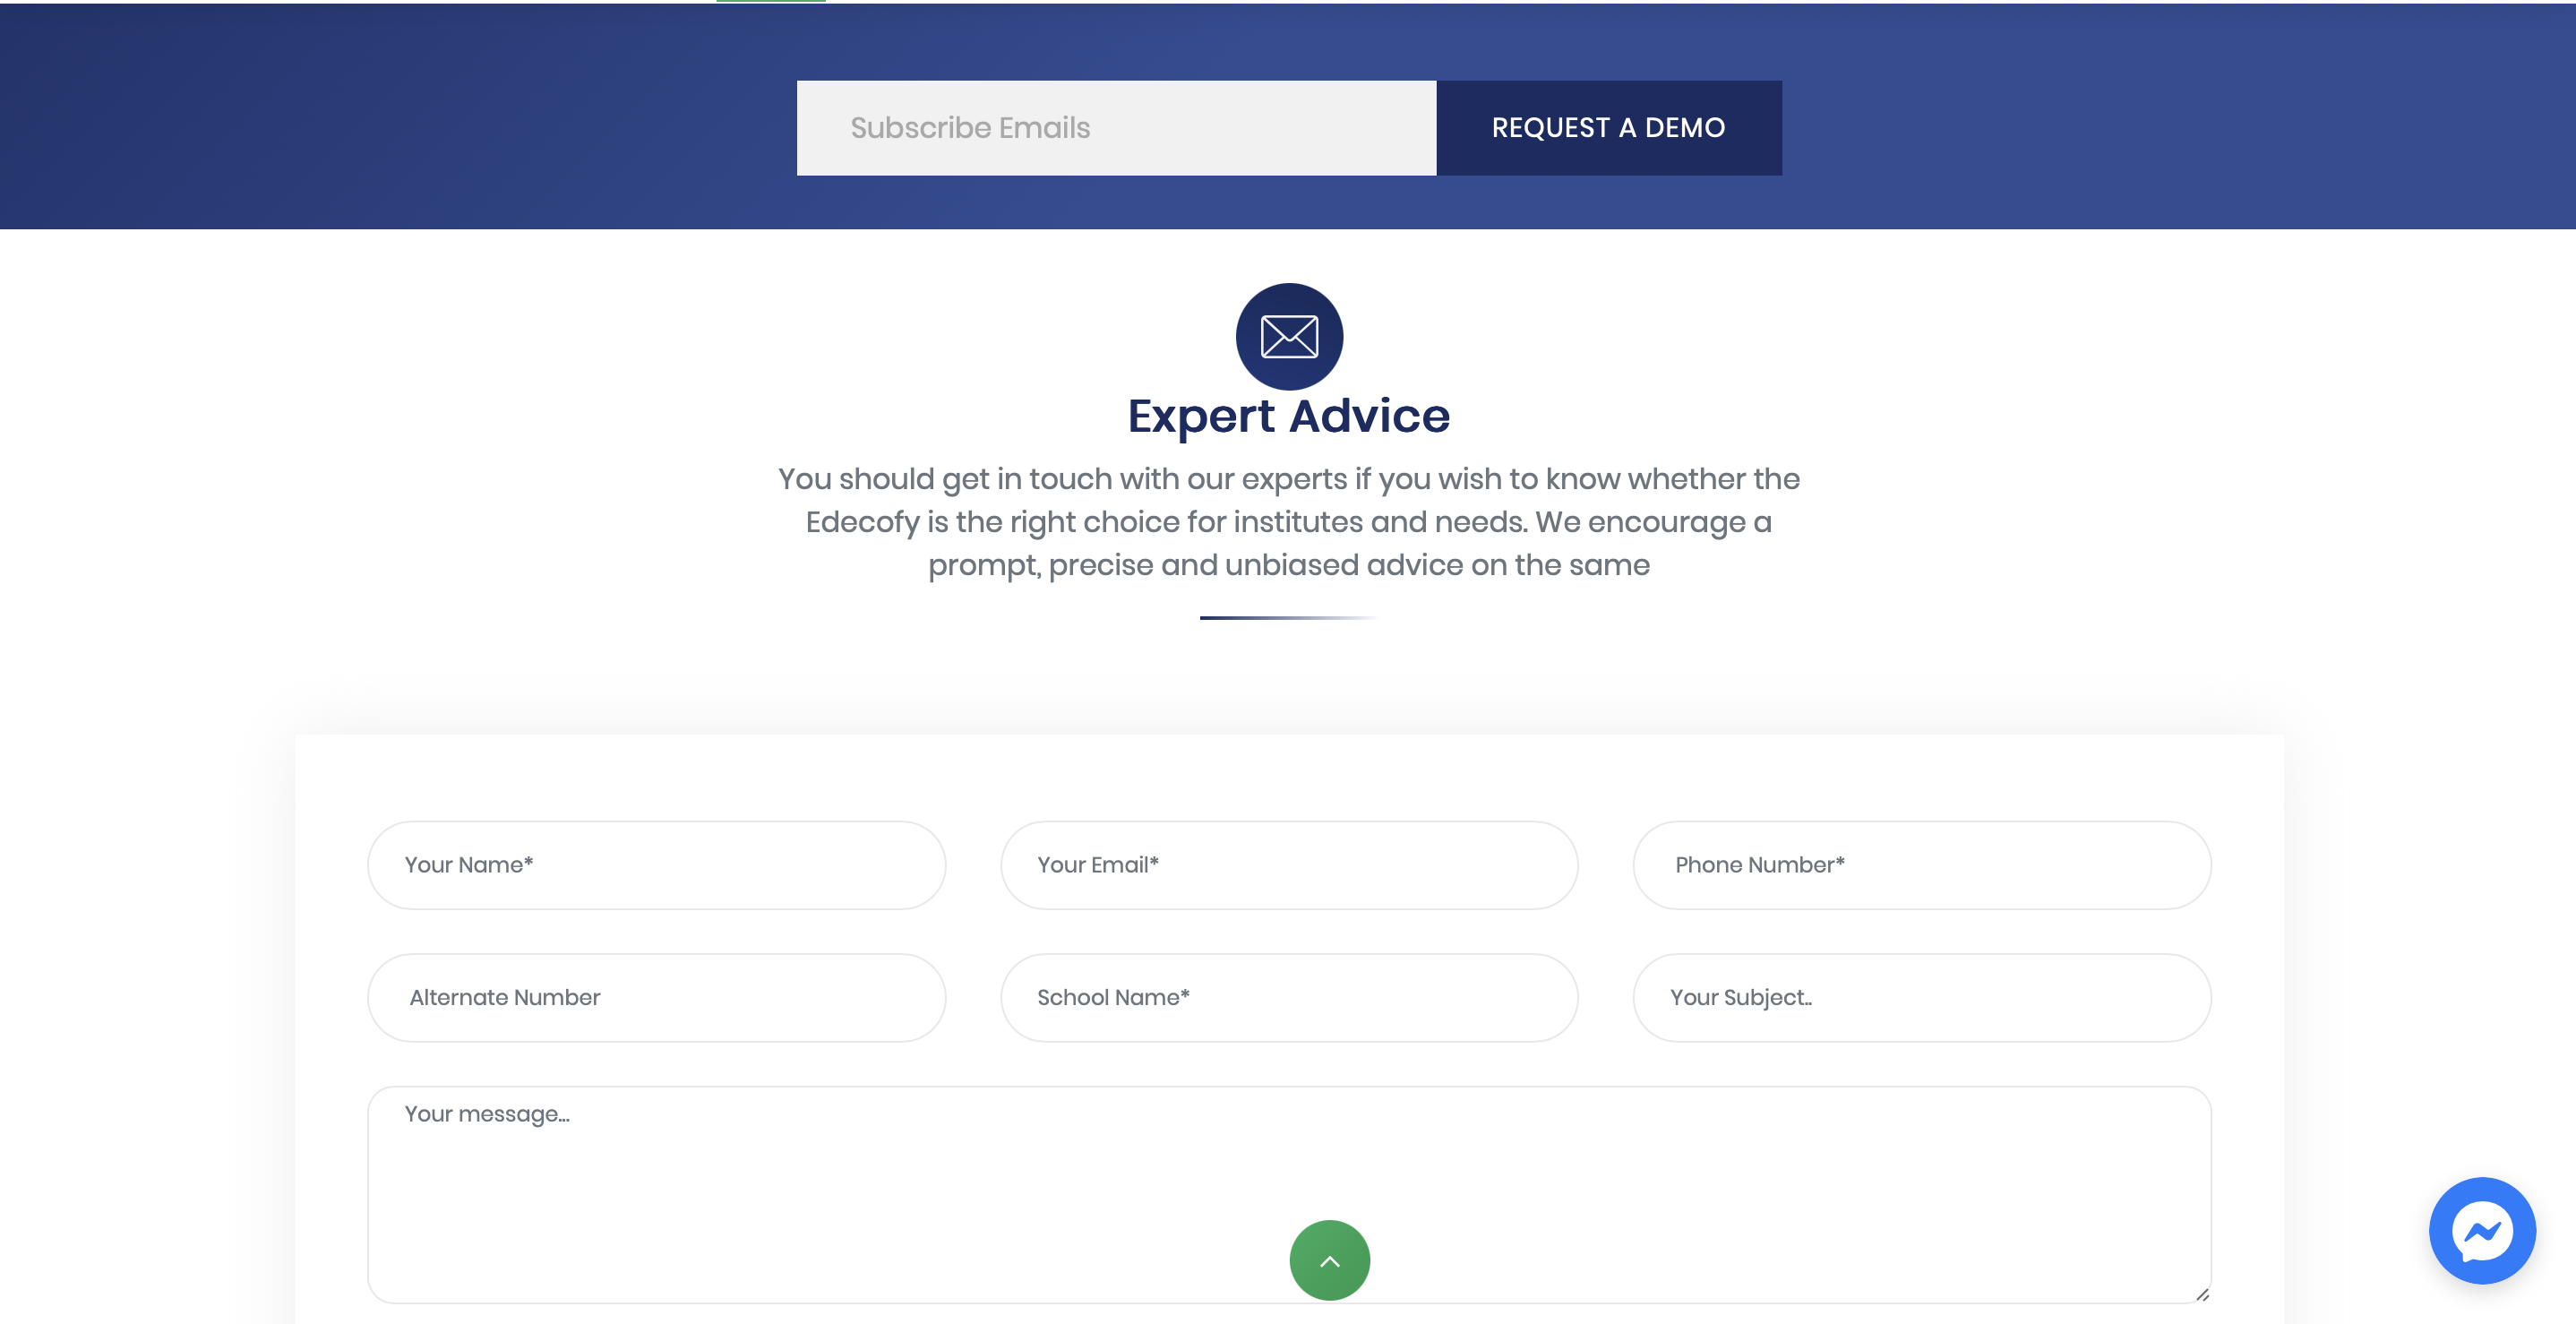 Subscribe Emails
REQUEST A DEMO
Expert Advice
You should get in touch with our experts if you wish to know whether the
Edecofy is the right choice for institutes and needs. We encourage a
prompt, precise and unbiased advice on the same
Your Name*
Your Email*
Phone Number*
Alternate Number
School Name*
Your Subject..
Your message...